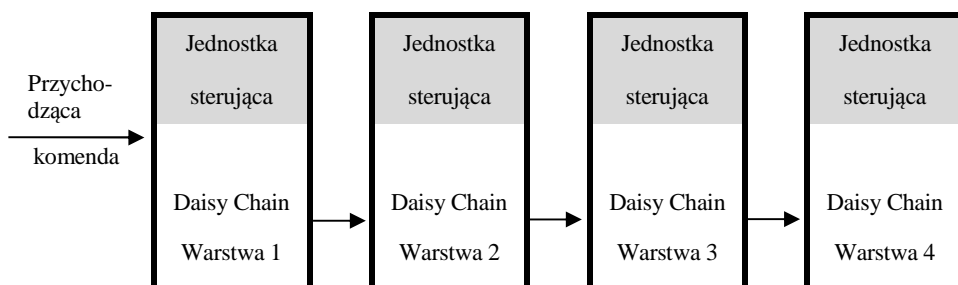 Przycho-
dząca
komenda
Jednostka
sterująca
Daisy Chain
Warstwa 1
Jednostka
sterująca
Daisy Chain
Warstwa 2
Jednostka
sterująca
Daisy Chain
Warstwa 3
Jednostka
sterująca
Daisy Chain
Warstwa 4